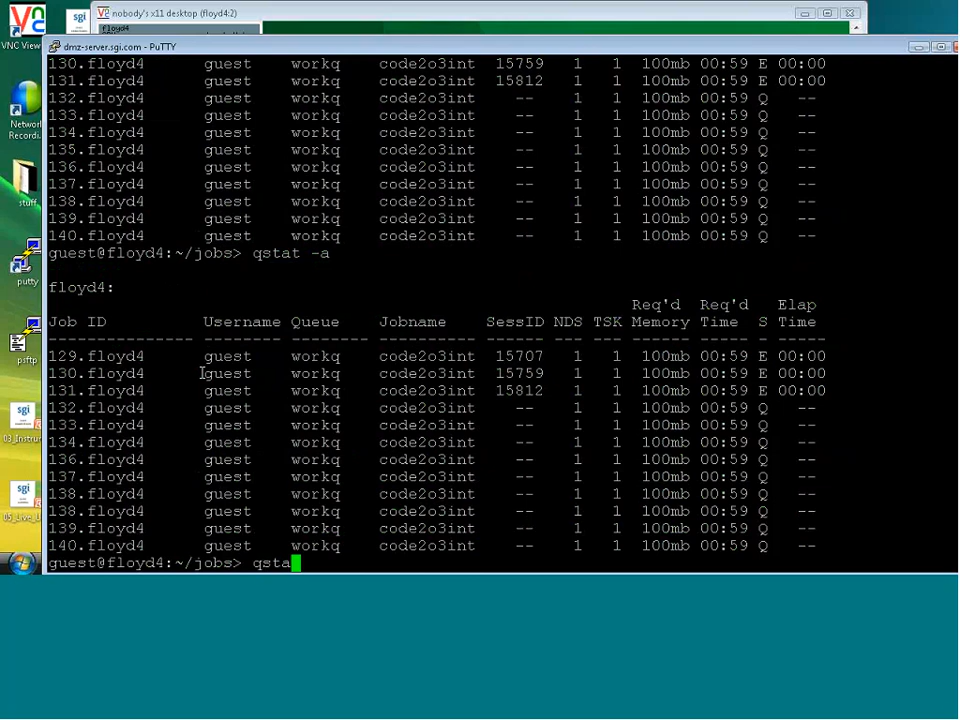 nobody's x11 desktop (floyd4:2)
floyd4
sgi
VNC View
dmz-server.sgi.com - PuTTY
130.floyd4 guest workq code2o3int 15759 1 1 100mb 00:59 E 00:00
131.floyd4 guest workq code2o3int 15812 1 1 100mb 00:59 E 00:00
132.floyd4 guest workq code2o3int -- 1 1 100mb 00:59 Q --
133.floyd4 guest workq code2o3int -- 1 1 100mb 00:59 Q --
134.floyd4 guest workq code2o3int -- 1 1 100mb 00:59 Q --
135.floyd4 guest workq code2o3int -- 1 1 100mb 00:59 Q --
136.floyd4 guest workq code2o3int -- 1 1 100mb 00:59 Q --
137.floyd4 guest workq code2o3int -- 1 1 100mb 00:59 Q --
138.floyd4 guest workq code2o3int -- 1 1 100mb 00:59 Q --
139.floyd4 guest workq code2o3int -- 1 1 100mb 00:59 Q --
140.floyd4 guest workq code2o3int -- 1 1 100mb 00:59 Q --
guest@floyd4:~/jobs> qstat -a
floyd4:
Req'd Req'd Elap
Job ID Username Queue Jobname SessID NDS TSK Memory Time S Time
--------------- -------- -------- ---------- ------ --- --- ------ ----- - -----
129.floyd4 guest workq code2o3int 15707 1 1 100mb 00:59 E 00:00
130.floyd4 guest workq code2o3int 15759 1 1 100mb 00:59 E 00:00
131.floyd4 guest workq code2o3int 15812 1 1 100mb 00:59 E 00:00
132.floyd4 guest workq code2o3int -- 1 1 100mb 00:59 Q --
133.floyd4 guest workq code2o3int -- 1 1 100mb 00:59 Q --
134.floyd4 guest workq code2o3int -- 1 1 100mb 00:59 Q --
136.floyd4 guest workq code2o3int -- 1 1 100mb 00:59 Q --
137.floyd4 guest workq code2o3int -- 1 1 100mb 00:59 Q --
138.floyd4 guest workq code2o3int -- 1 1 100mb 00:59 Q --
138.floyd4 guest workq code2o3int -- 1 1 100mb 00:59 Q --
139.floyd4 guest workq code2o3int -- 1 1 100mb 00:59 Q --
140.floyd4 guest workq code2o3int -- 1 1 100mb 00:59 Q --
guest@floyd4:~/jobs> qsta
Network
Recordi..
stuff
putty
psftp
sgi
03_Instrum
sgi
05_Live_L